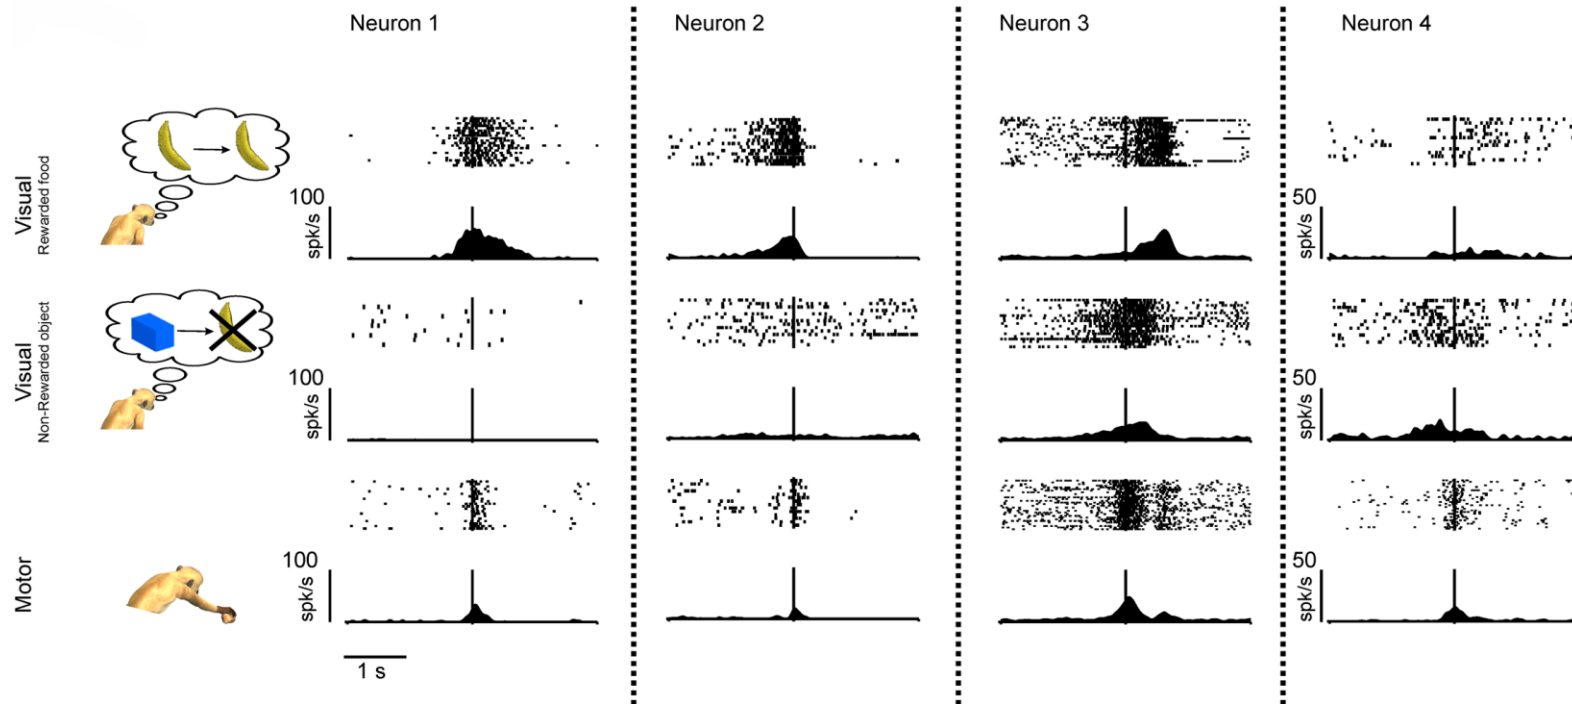 Neuron 1
Neuron 2
Neuron 3
Neuron 4
Visual
Rewarded food
100
spk/s
50
spk/s
Visual
Non-Rewarded object
100
spk/s
50
spk/s
Motor
100
spk/s
50
spk/s
1 s